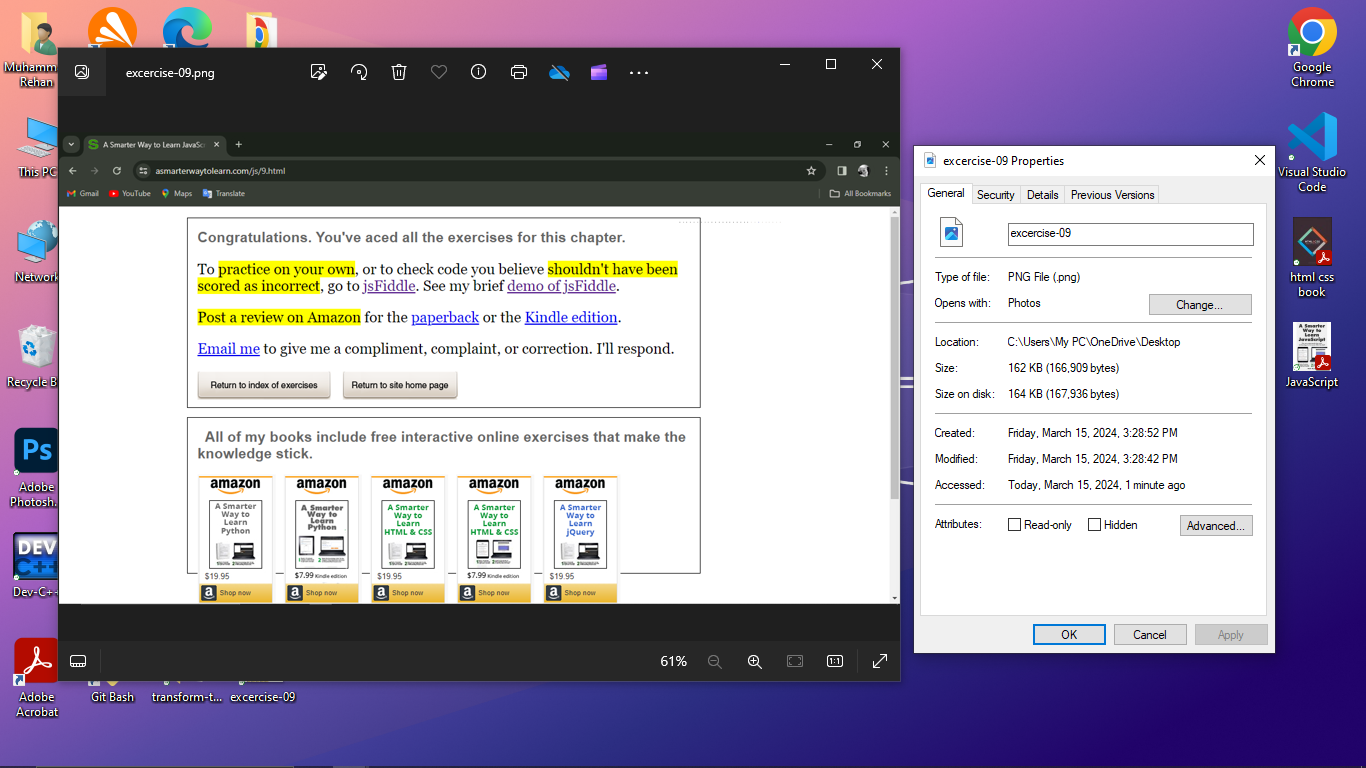 Muhammad
Rehan
This PC
Network
Recycle B
Ps
Adobe
Photosh...
DEV
C++
Dev-C++
Adobe
Acrobat
Git Bash
transform-t...
excercise-09
excercise-09.png
A Smarter Way to Learn JavaSc
asmarterwaytolearn.com/js/9.html
Gmail
YouTube
Maps
Translate
All Bookmarks
Congratulations. You've aced all the exercises for this chapter.
To practice on your own, or to check code you believe shouldn't have been
scored as incorrect, go to jsFiddle. See my brief demo of jsFiddle.
Post a review on Amazon for the paperback or the Kindle edition.
Email me to give me a compliment, complaint, or correction. I'll respond.
Return to index of exercises
Return to site home page
All of my books include free interactive online exercises that make the
knowledge stick.
amazon
A Smarter
Way to
Learn
Python
$19.95
Shop now
amazon
A Smarter
Way to
Learn
Python
$7.99 Kindle edition
Shop now
amazon
A Smarter
Way to
Learn
HTML & CSS
$19.95
Shop now
amazon
A Smarter
Way to
Learn
HTML & CSS
$7.99 Kindle edition
Shop now
amazon
A Smarter
Way to
Learn
jQuery
$19.95
Shop now
61%
1:1
excercise-09 Properties
General
Security
Details
Previous Versions
excercise-09
Type of file: PNG File (.png)
Opens with: Photos
Change...
Location: C:\Users\My PC\OneDrive\Desktop
Size: 162 KB (166,909 bytes)
Size on disk: 164 KB (167,936 bytes)
Created: Friday, March 15, 2024, 3:28:52 PM
Modified: Friday, March 15, 2024, 3:28:42 PM
Accessed: Today, March 15, 2024, 1 minute ago
Attributes: Read-only Hidden
Advanced...
OK
Cancel
Apply
Google
Chrome
Visual Studio
Code
HTML CSS
html css
book
A Smarter
Way to
Learn
JavaScript
JavaScript